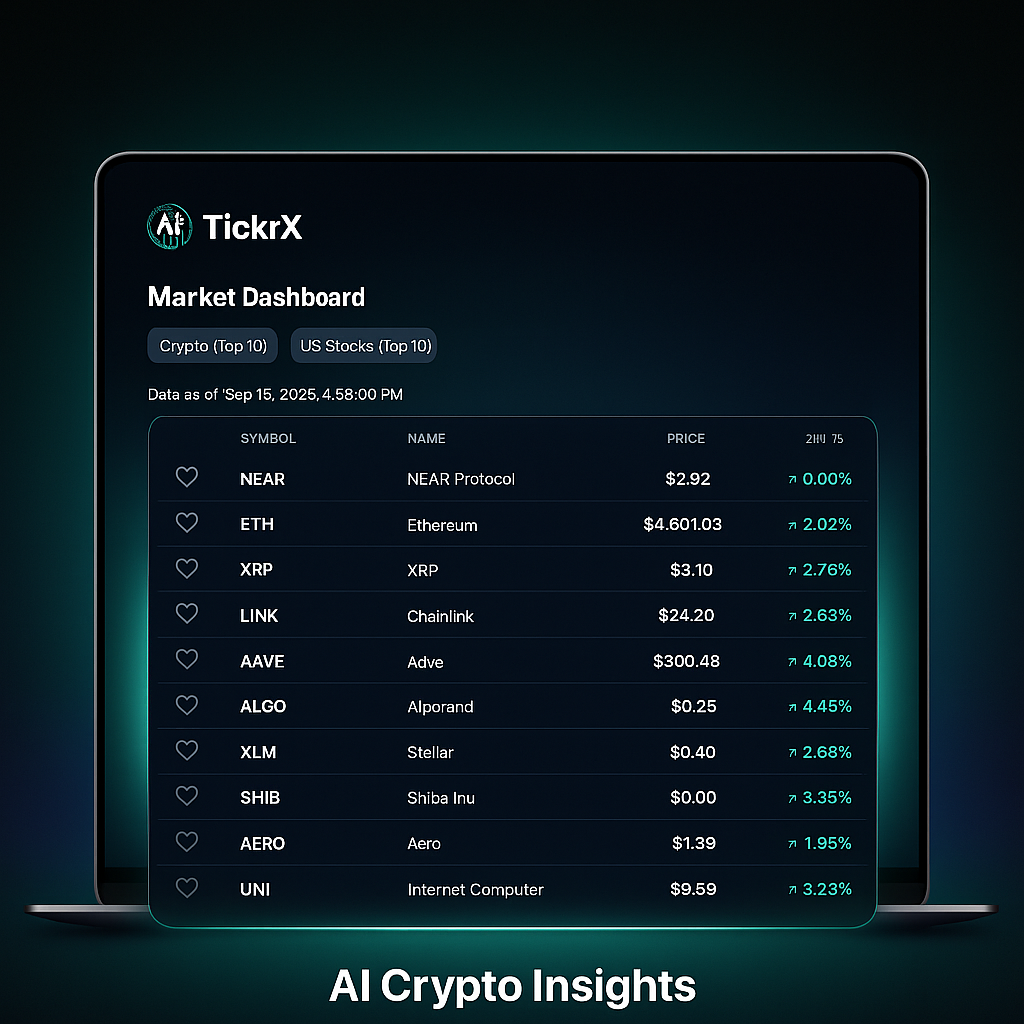 TickrX
Market Dashboard
Crypto (Top 10) US Stocks (Top 10)
Data as of 'Sep 15, 2025, 4.58:00 PM
SYMBOL NAME PRICE
NEAR NEAR Protocol $2.92 0.00%
ETH Ethereum $4.601.03 2.02%
XRP XRP $3.10 2.76%
LINK Chainlink $24.20 2.63%
AAVE Adve $300.48 4.08%
ALGO Alporand $0.25 4.45%
XLM Stellar $0.40 2.68%
SHIB Shiba Inu $0.00 3.35%
AERO Aero $1.39 1.95%
UNI Internet Computer $9.59 3.23%
AI Crypto Insights